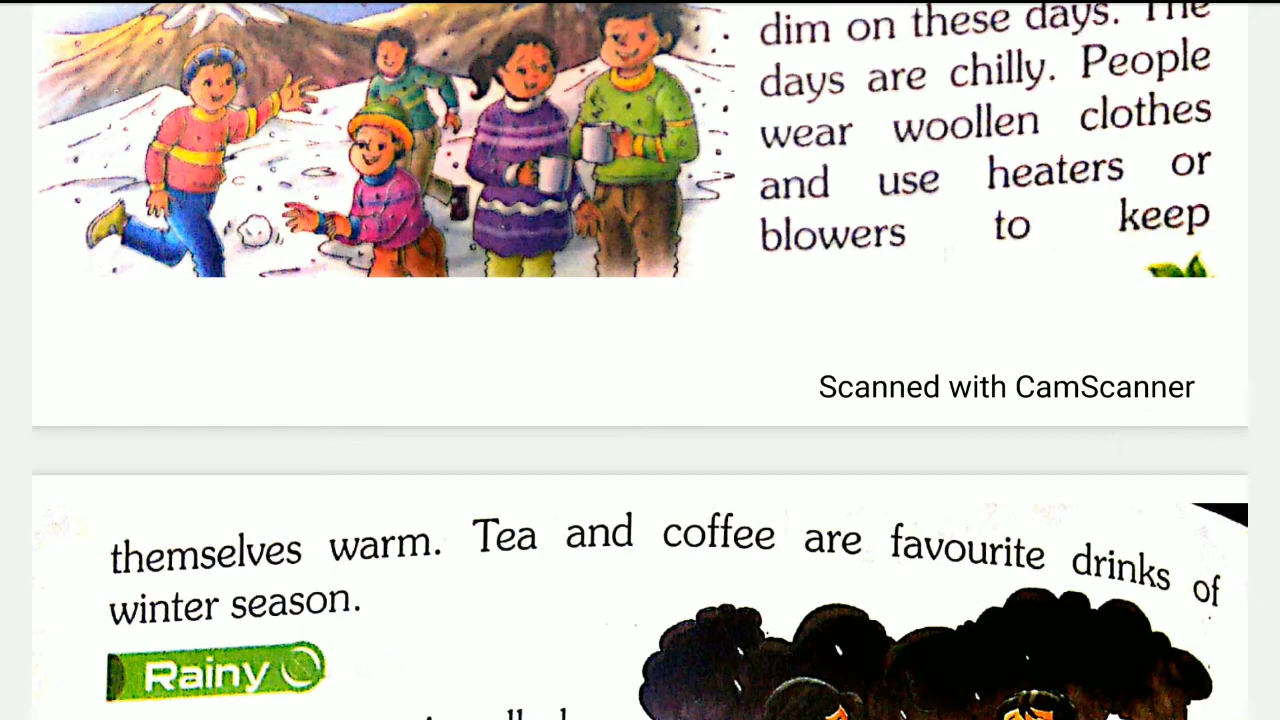 dim on these days. The
days are chilly. People
wear woollen clothes
and use heaters or
blowers to keep
Scanned with CamScanner
themselves warm. Tea and coffee are favourite drinks of
winter season.
Rainy